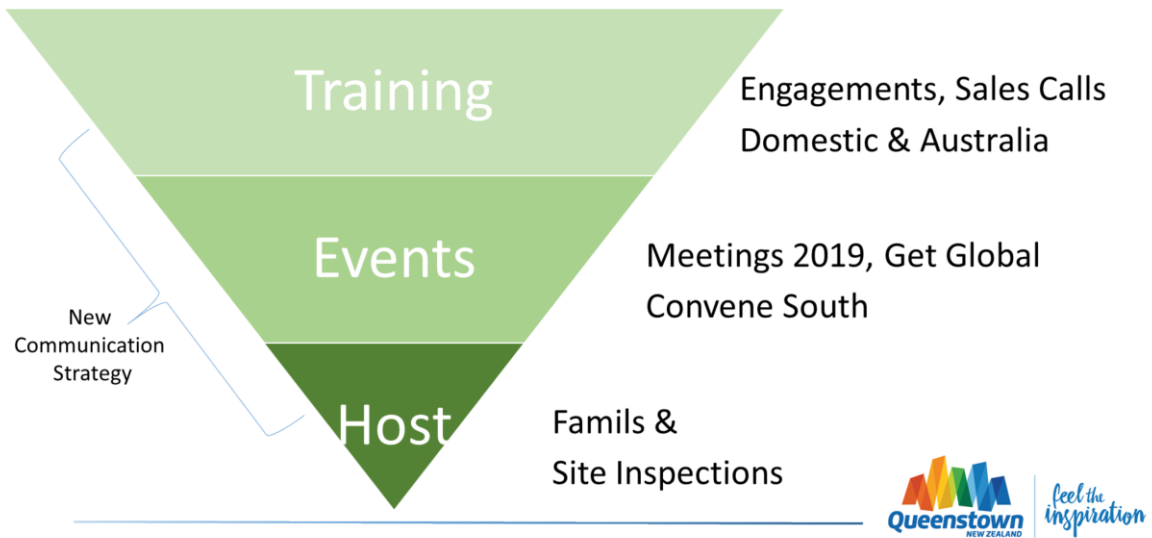 Training
Engagements, Sales Calls
Domestic & Australia
Events
Meetings 2019, Get Global
Convene South
New
Communication
Strategy
Host
Famils &
Site Inspections
Queenstown
NEW ZEALAND
feel the
inspiration